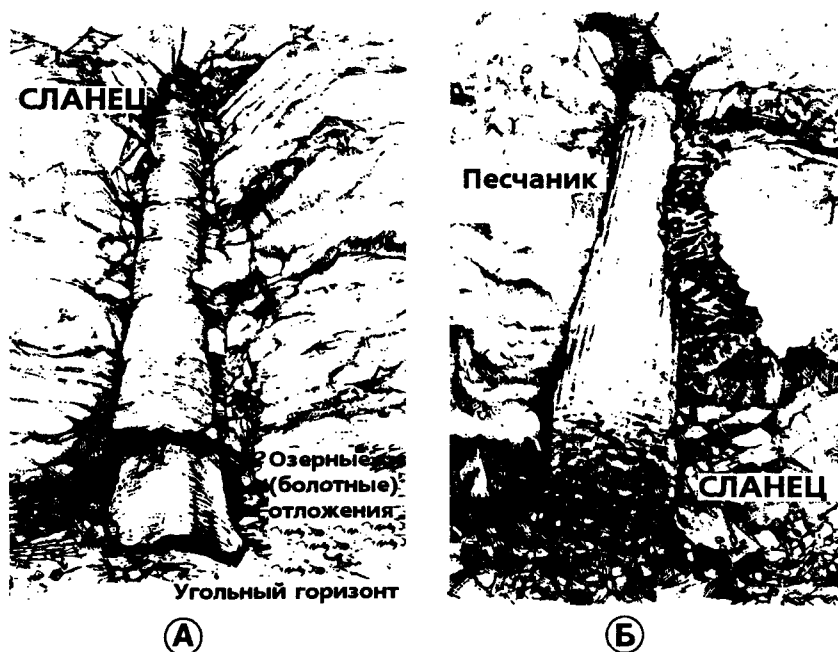 СЛАНЕЦ
Озерные
(болотные)
отложения
Угольный горизонт
А
Песчаник
СЛАНЕЦ
Б